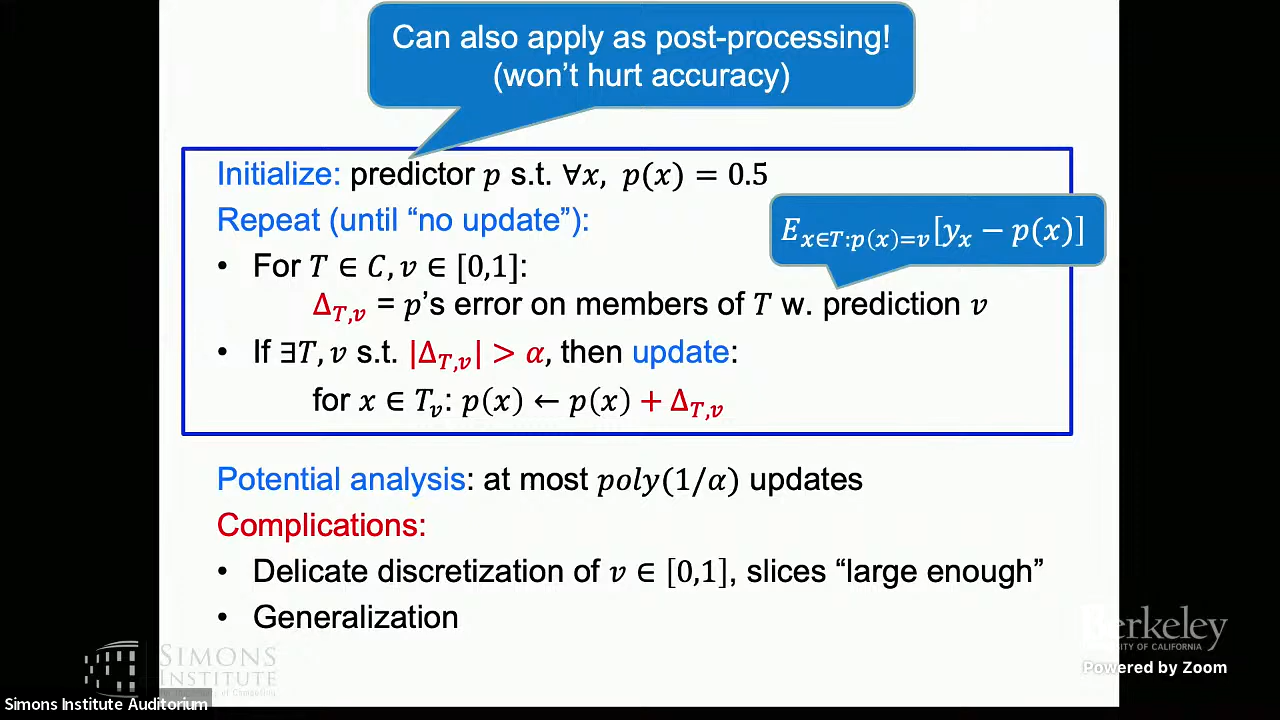 Can also apply as post-processing!
(won't hurt accuracy)
Initialize: predictor p s.t. ∀x, p(x) = 0.5
Repeat (until “no update”):
E_{x∈T:p(x)=v}[y_x − p(x)]
• For T ∈ C, v ∈ [0,1]:
Δ_{T,v} = p's error on members of T w. prediction v
• If ∃T, v s.t. |Δ_{T,v}| > α, then update:
for x ∈ T_v: p(x) ← p(x) + Δ_{T,v}
Potential analysis: at most poly(1/α) updates
Complications:
• Delicate discretization of v ∈ [0,1], slices “large enough”
• Generalization
SIMONS
INSTITUTE
Berkeley
OF CALIFORNIA
Powered by Zoom
Simons Institute Auditorium